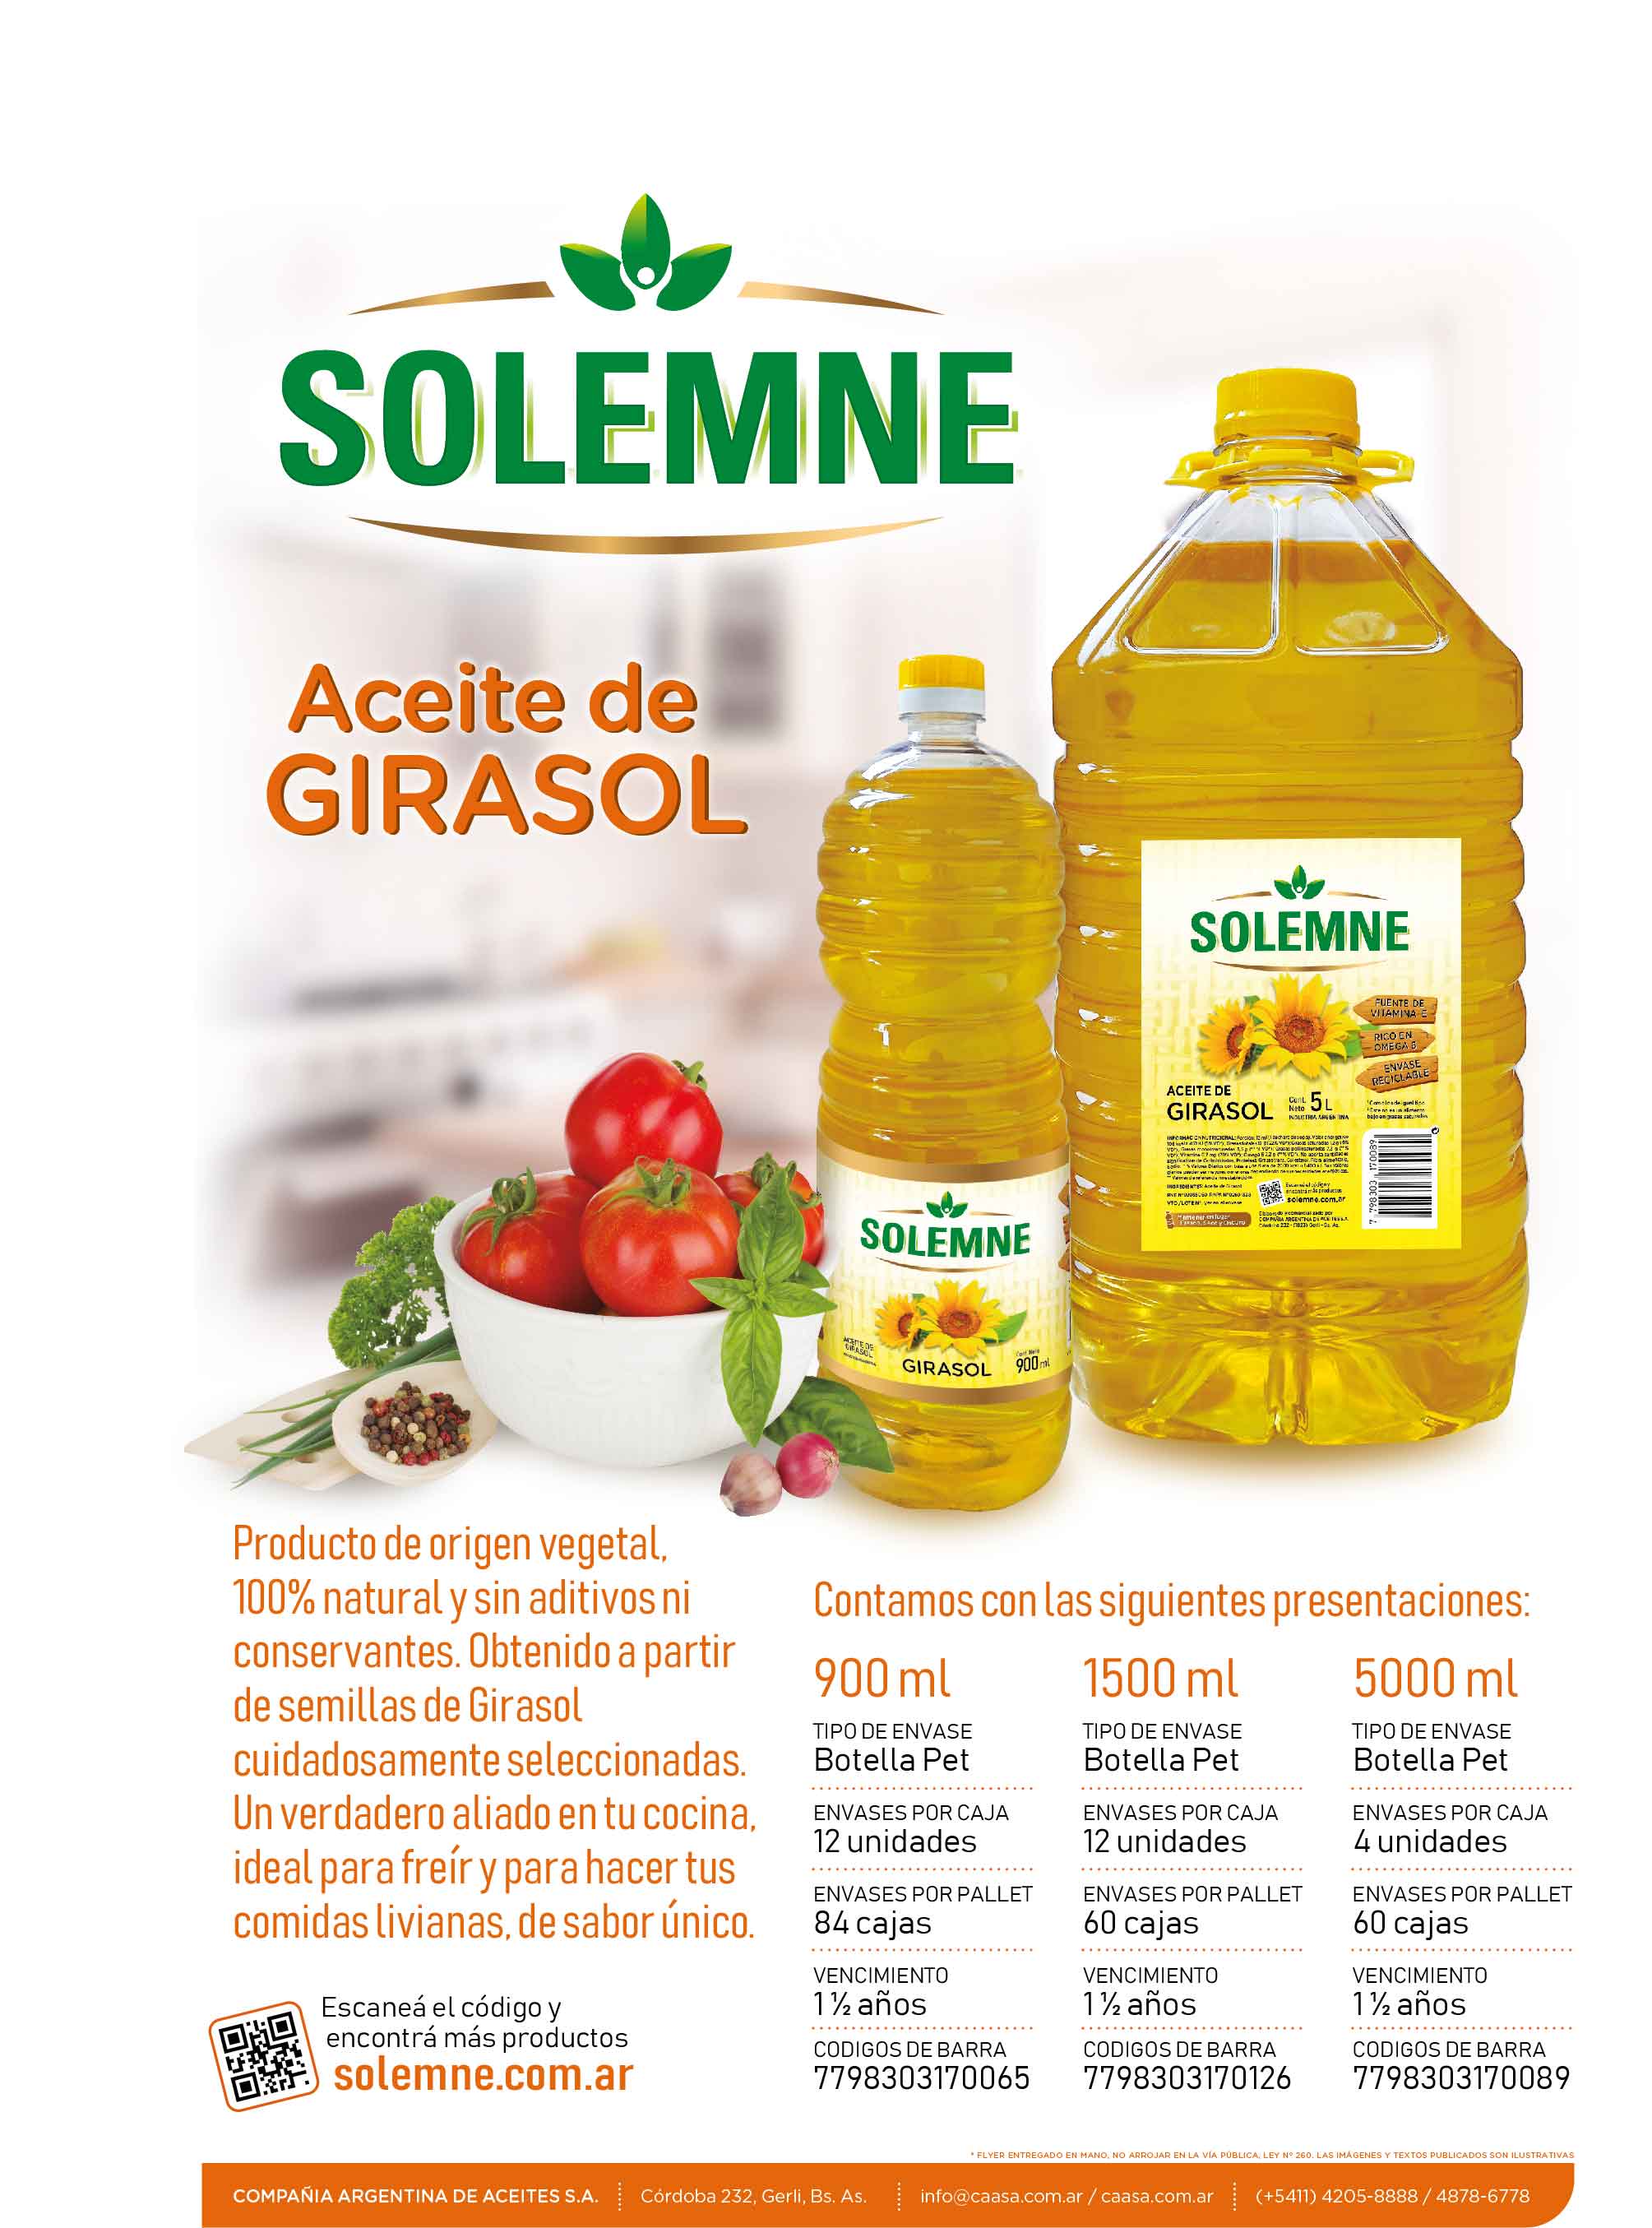 SOLEMNE
Aceite de
GIRASOL
SOLEMNE
FUENTE DE
VITAMINA E
RICO EN
OMEGA 6
ENVASE
RECICLABLE
ACEITE DE
GIRASOL
Cont.
Neto 5 L
INDUSTRIA ARGENTINA
solemne.com.ar
7 798303 170089
SOLEMNE
ACEITE DE
GIRASOL
GIRASOL
900 ml
Producto de origen vegetal,
100% natural y sin aditivos ni
conservantes. Obtenido a partir
de semillas de Girasol
cuidadosamente seleccionadas.
Un verdadero aliado en tu cocina,
ideal para freír y para hacer tus
comidas livianas, de sabor único.
Escaneá el código y
encontrá más productos
solemne.com.ar
Contamos con las siguientes presentaciones:
900 ml
TIPO DE ENVASE
Botella Pet
ENVASES POR CAJA
12 unidades
ENVASES POR PALLET
84 cajas
VENCIMIENTO
1 ½ años
CODIGOS DE BARRA
7798303170065
1500 ml
TIPO DE ENVASE
Botella Pet
ENVASES POR CAJA
12 unidades
ENVASES POR PALLET
60 cajas
VENCIMIENTO
1 ½ años
CODIGOS DE BARRA
7798303170126
5000 ml
TIPO DE ENVASE
Botella Pet
ENVASES POR CAJA
4 unidades
ENVASES POR PALLET
60 cajas
VENCIMIENTO
1 ½ años
CODIGOS DE BARRA
7798303170089
* FLYER ENTREGADO EN MANO, NO ARROJAR EN LA VÍA PÚBLICA, LEY Nº 260. LAS IMÁGENES Y TEXTOS PUBLICADOS SON ILUSTRATIVAS
COMPAÑIA ARGENTINA DE ACEITES S.A. Córdoba 232, Gerli, Bs. As. info@caasa.com.ar / caasa.com.ar (+5411) 4205-8888 / 4878-6778